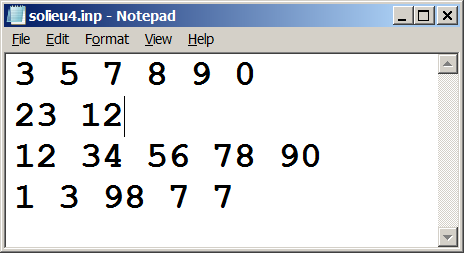 solieu4.inp - Notepad
File Edit Format View Help
3 5 7 8 9 0
23 12
12 34 56 78 90
1 3 98 7 7